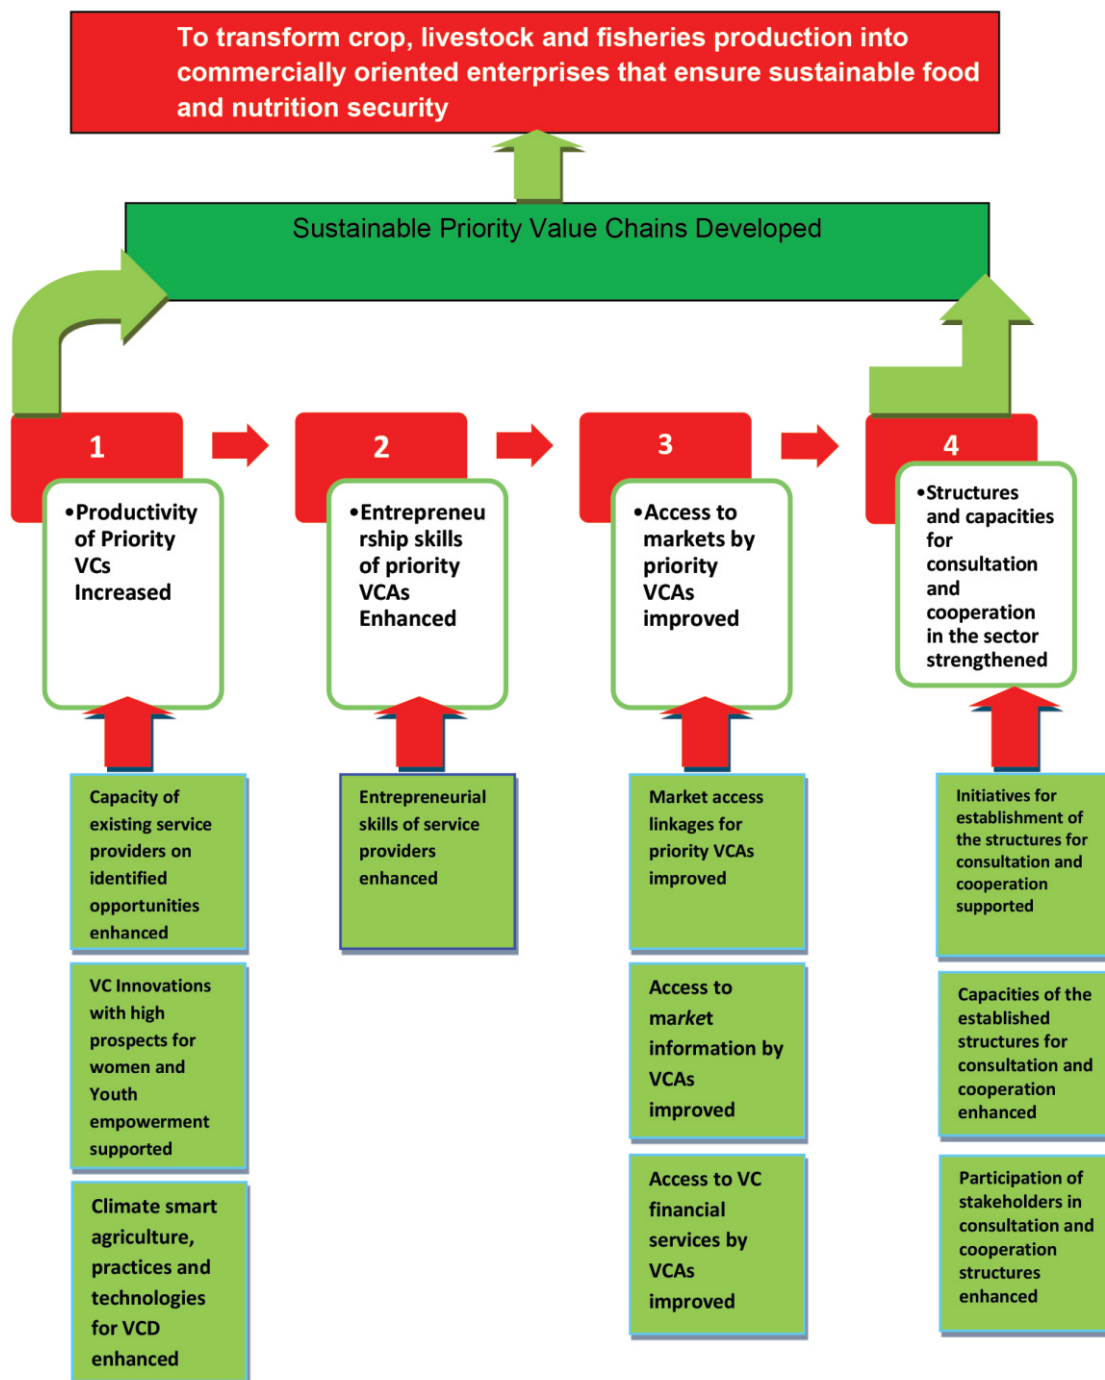 To transform crop, livestock and fisheries production into
commercially oriented enterprises that ensure sustainable food
and nutrition security
Sustainable Priority Value Chains Developed
1
•Productivity
of Priority
VCs
Increased
2
•Entrepreneu
rship skills
of priority
VCAs
Enhanced
3
•Access to
markets by
priority
VCAs
improved
4
•Structures
and capacities
for
consultation
and
cooperation
in the sector
strengthened
Capacity of
existing service
providers on
identified
opportunities
enhanced
VC Innovations
with high
prospects for
women and
Youth
empowerment
supported
Climate smart
agriculture,
practices and
technologies
for VCD
enhanced
Entrepreneurial
skills of service
providers
enhanced
Market access
linkages for
priority VCAs
improved
Access to
market
information by
VCAs
improved
Access to VC
financial
services by
VCAs
improved
Initiatives for
establishment of
the structures for
consultation and
cooperation
supported
Capacities of the
established
structures for
consultation and
cooperation
enhanced
Participation of
stakeholders in
consultation and
cooperation
structures
enhanced